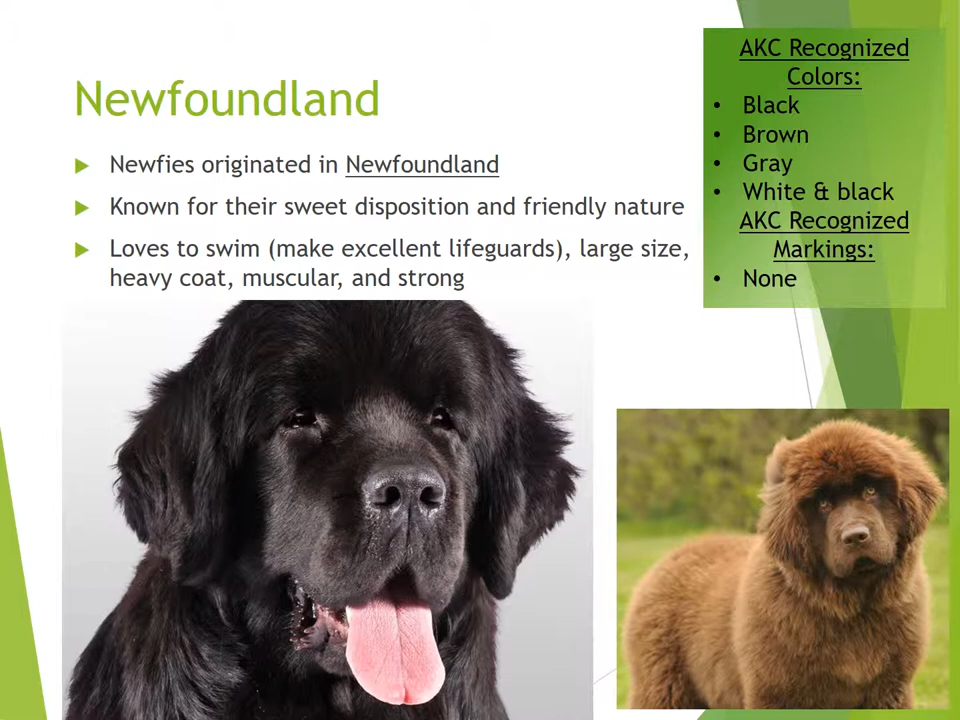 Newfoundland
Newfies originated in Newfoundland
Known for their sweet disposition and friendly nature
Loves to swim (make excellent lifeguards), large size,
heavy coat, muscular, and strong
AKC Recognized
Colors:
• Black
• Brown
• Gray
• White & black
AKC Recognized
Markings:
• None